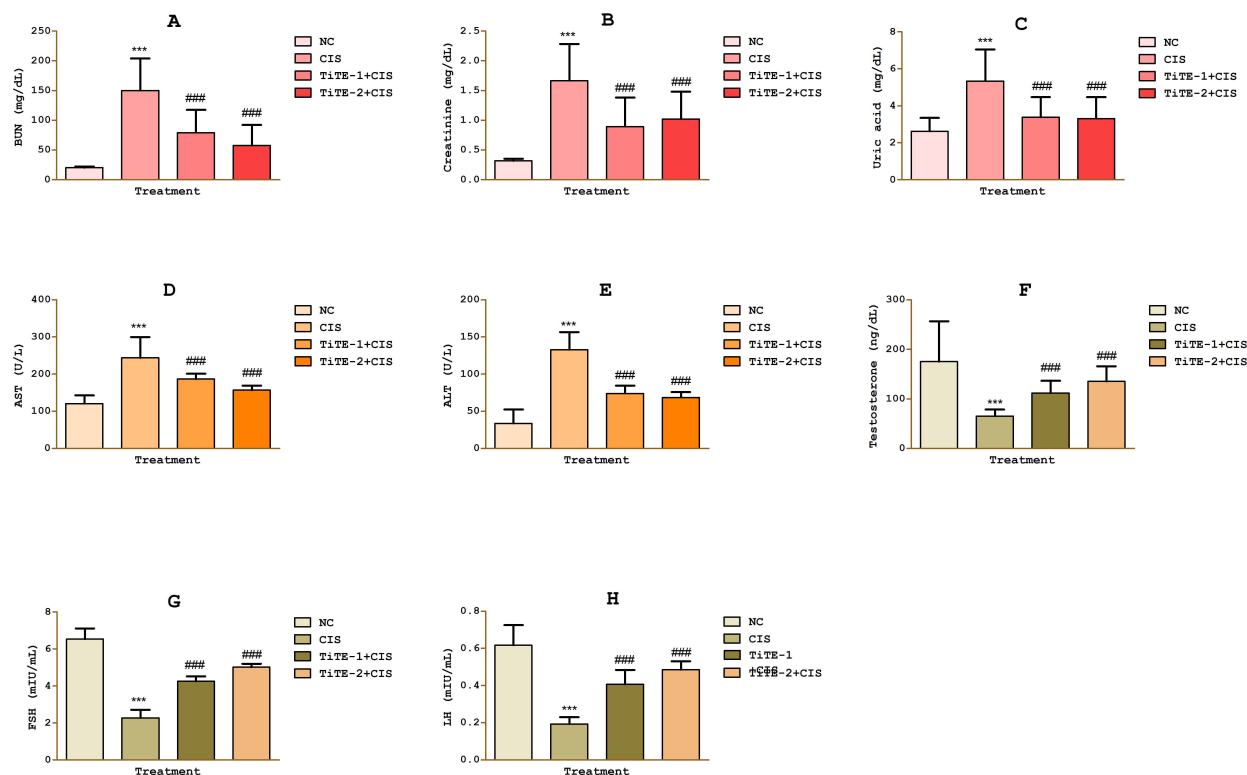 A
BUN (mg/dL)
250
200
150
100
50
0
***
###
###
Treatment
NC
CIS
TiTE-1+CIS
TiTE-2+CIS
B
Creatinine (mg/dL)
2.5
2.0
1.5
1.0
0.5
0.0
***
###
###
Treatment
NC
CIS
TiTE-1+CIS
TiTE-2+CIS
C
Uric acid (mg/dL)
8
6
4
2
0
***
###
###
Treatment
NC
CIS
TiTE-1+CIS
TiTE-2+CIS
D
AST (U/L)
400
300
200
100
0
***
###
###
Treatment
NC
CIS
TiTE-1+CIS
TiTE-2+CIS
E
ALT (U/L)
200
150
100
50
0
***
###
###
Treatment
NC
CIS
TiTE-1+CIS
TiTE-2+CIS
F
Testosterone (ng/dL)
300
200
100
0
***
###
###
Treatment
NC
CIS
TiTE-1+CIS
TiTE-2+CIS
G
FSH (mIU/mL)
8
6
4
2
0
***
###
###
Treatment
NC
CIS
TiTE-1+CIS
TiTE-2+CIS
H
LH (mIU/mL)
0.8
0.6
0.4
0.2
0.0
***
###
###
Treatment
NC
CIS
TiTE-1
+CIS
TiTE-2+CIS